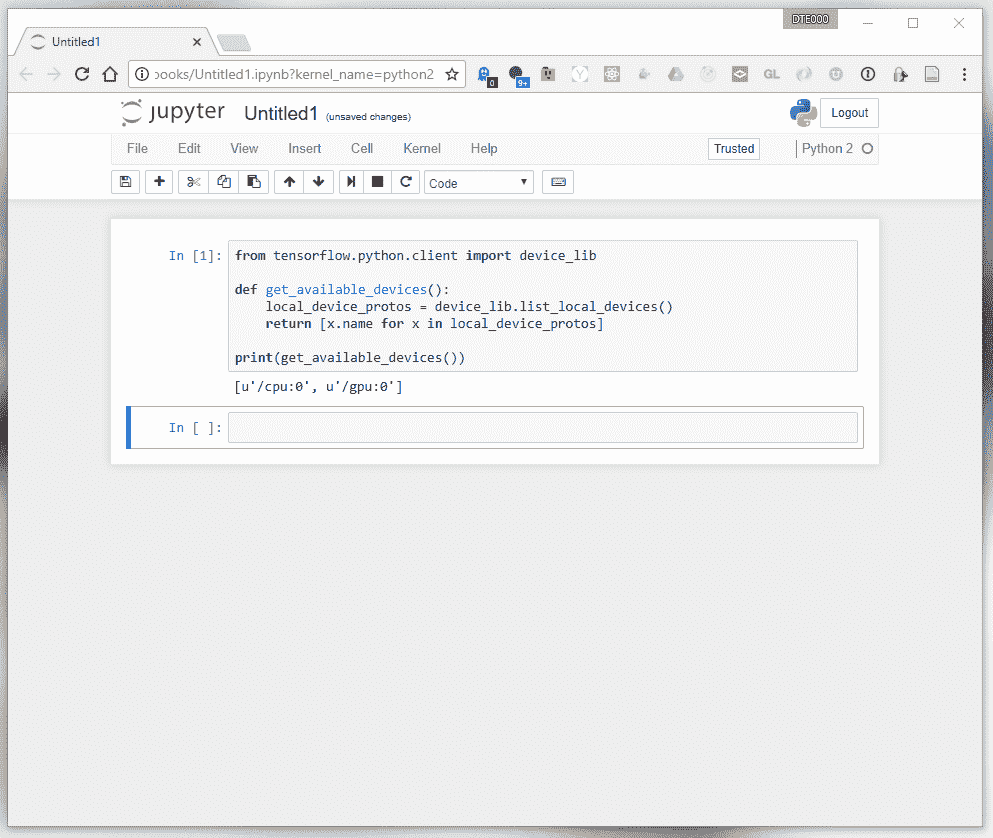 DTE000
Untitled1
books/Untitled1.ipynb?kernel_name=python2
0
9+
GL
jupyter Untitled1 (unsaved changes)
Logout
File Edit View Insert Cell Kernel Help
Trusted
Python 2
Code
In [1]: from tensorflow.python.client import device_lib
def get_available_devices():
    local_device_protos = device_lib.list_local_devices()
    return [x.name for x in local_device_protos]
print(get_available_devices())
[u'/cpu:0', u'/gpu:0']
In [ ]: